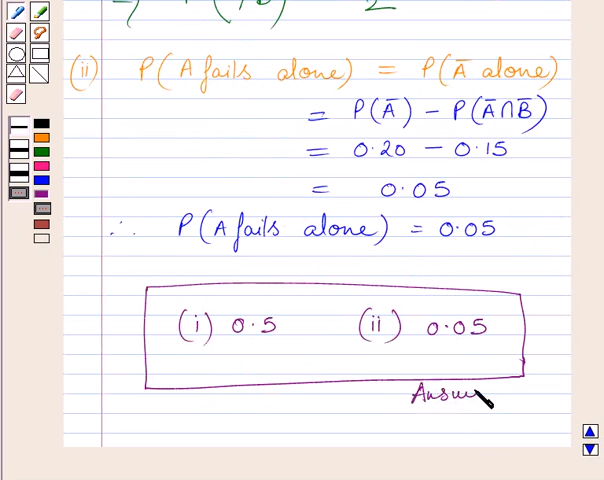 (ii) P(A fails alone) = P(Ā alone)
= P(Ā) - P(Ā∩B̄)
= 0.20 - 0.15
= 0.05
∴ P(A fails alone) = 0.05
(i) 0.5 (ii) 0.05